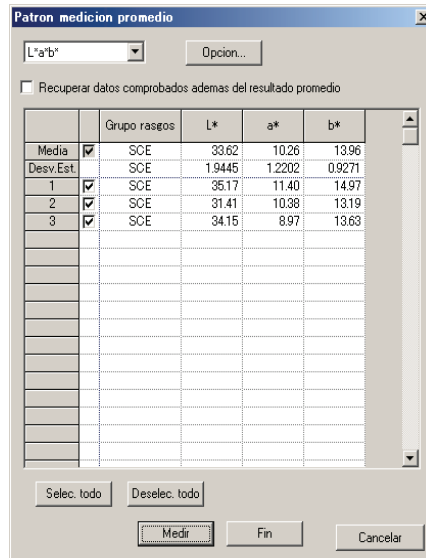 Patron medicion promedio
L*a*b* Opcion...
Recuperar datos comprobados ademas del resultado promedio
Grupo rasgos L* a* b*
Media SCE 33.62 10.26 13.96
Desv.Est. SCE 1.9445 1.2202 0.9271
1 SCE 35.17 11.40 14.97
2 SCE 31.41 10.38 13.19
3 SCE 34.15 8.97 13.63
Selec. todo Deselec. todo
Medir Fin Cancelar